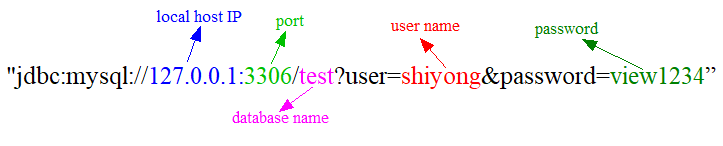 local host IP
port
user name
password
"jdbc:mysql://127.0.0.1:3306/test?user=shiyong&password=view1234”
database name